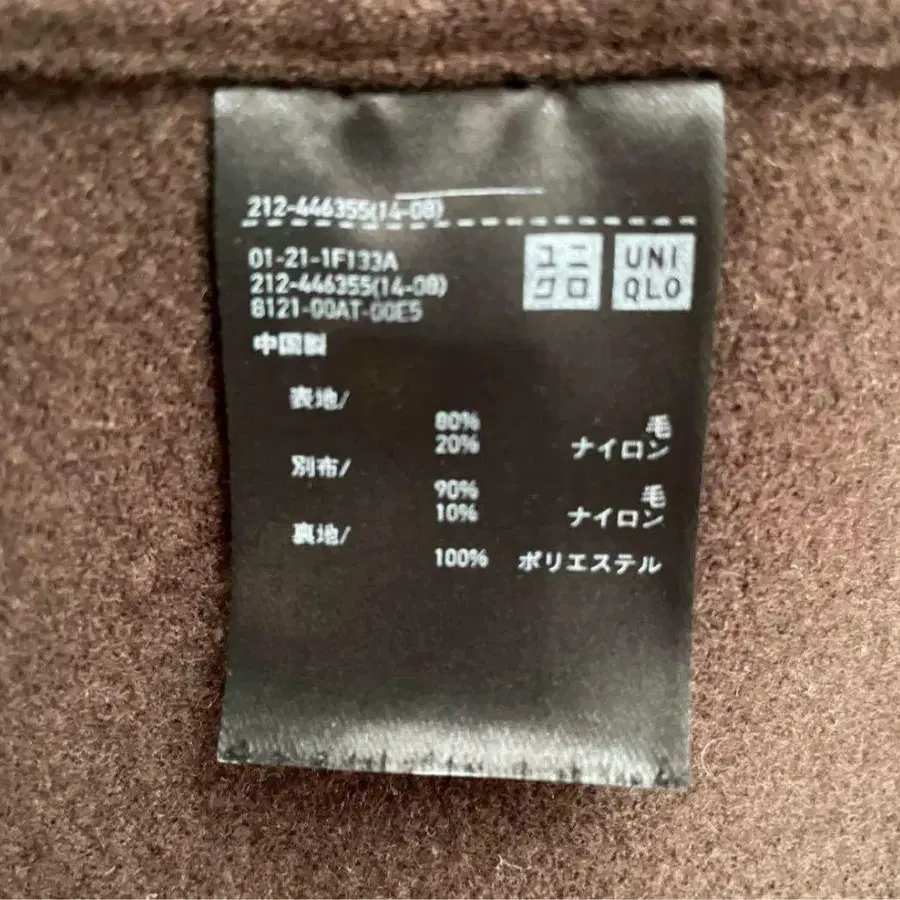 212-446355(14-08)
01-21-1F133A
212-446355(14-08)
8121-00AT-00E5
中国製
ユニ
クロ
UNI
QLO
表地/
80% 毛
20% ナイロン
別布/
90% 毛
10% ナイロン
裏地/
100% ポリエステル